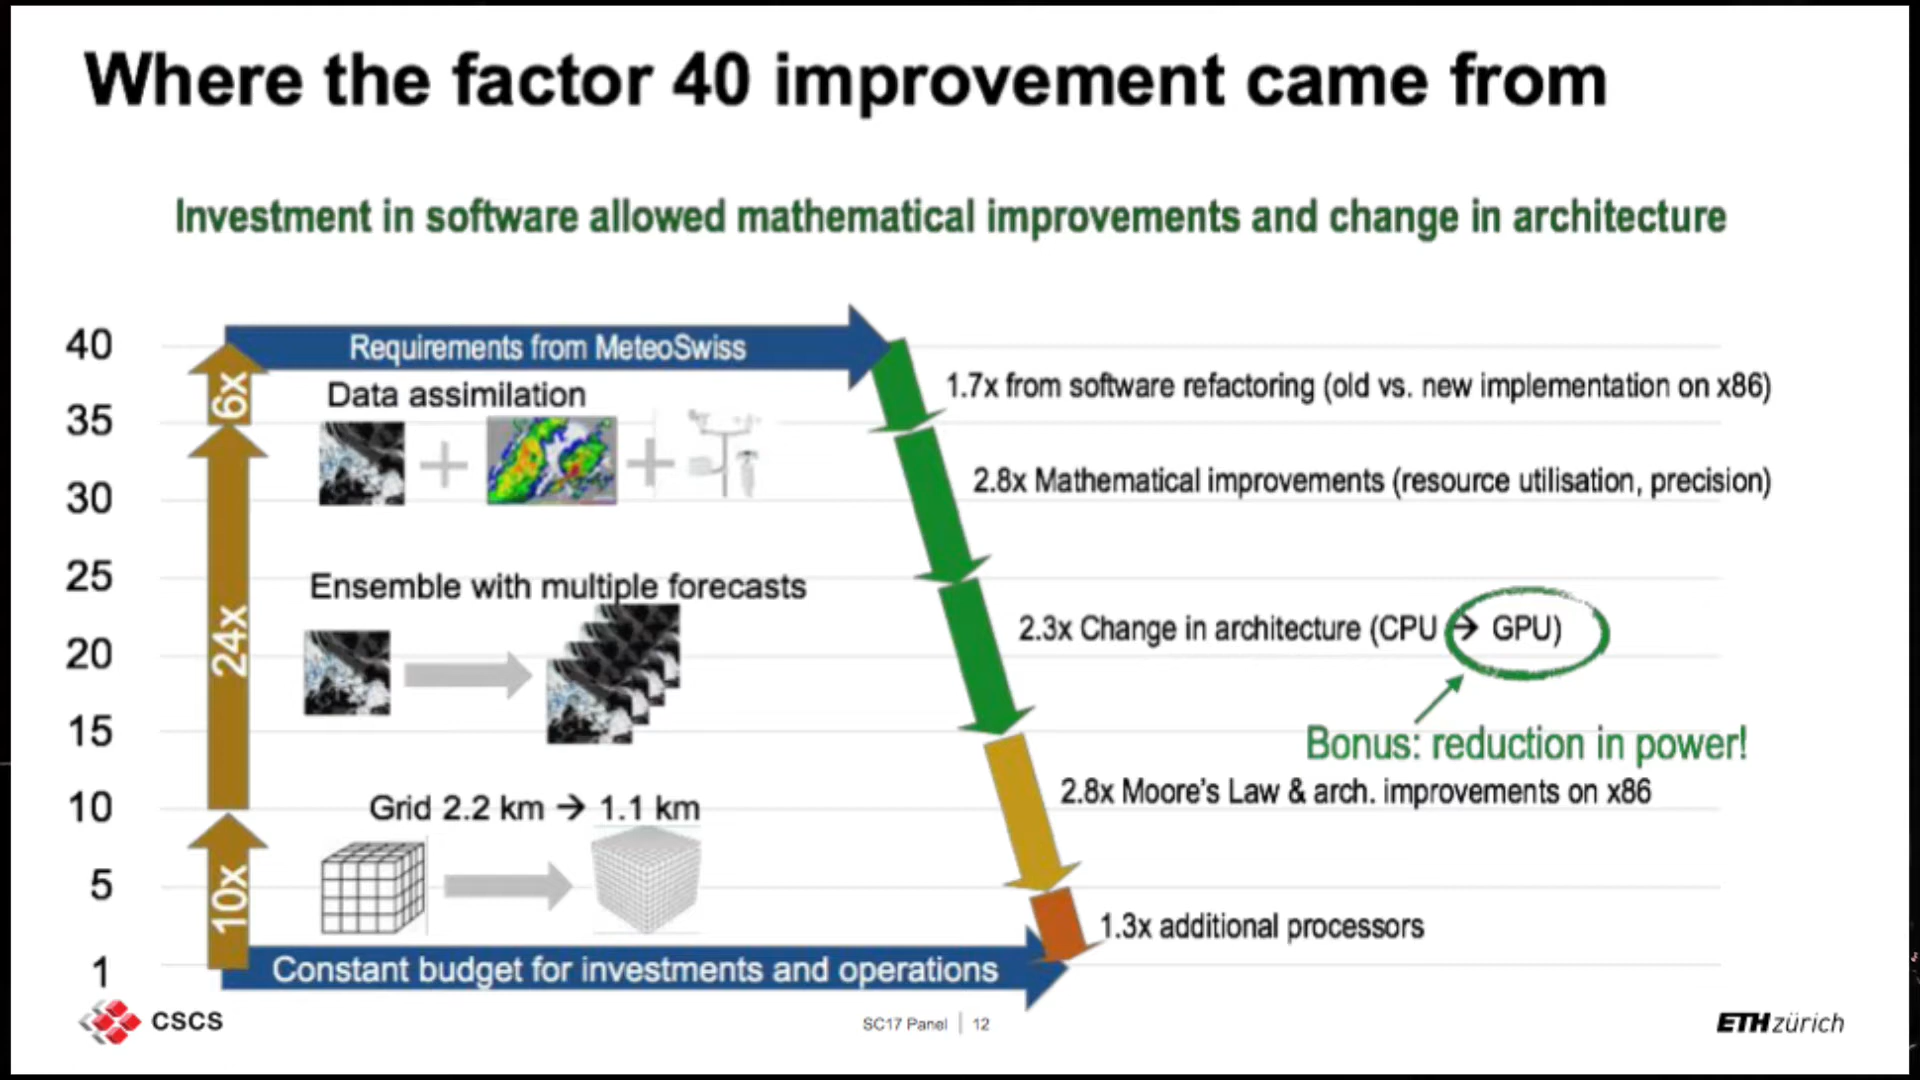 Where the factor 40 improvement came from
Investment in software allowed mathematical improvements and change in architecture
40
35
30
25
20
15
10
5
1
6x
24x
10x
Requirements from MeteoSwiss
Data assimilation
Ensemble with multiple forecasts
Grid 2.2 km → 1.1 km
Constant budget for investments and operations
1.7x from software refactoring (old vs. new implementation on x86)
2.8x Mathematical improvements (resource utilisation, precision)
2.3x Change in architecture (CPU → GPU)
Bonus: reduction in power!
2.8x Moore's Law & arch. improvements on x86
1.3x additional processors
CSCS
SC17 Panel | 12
ETH zürich